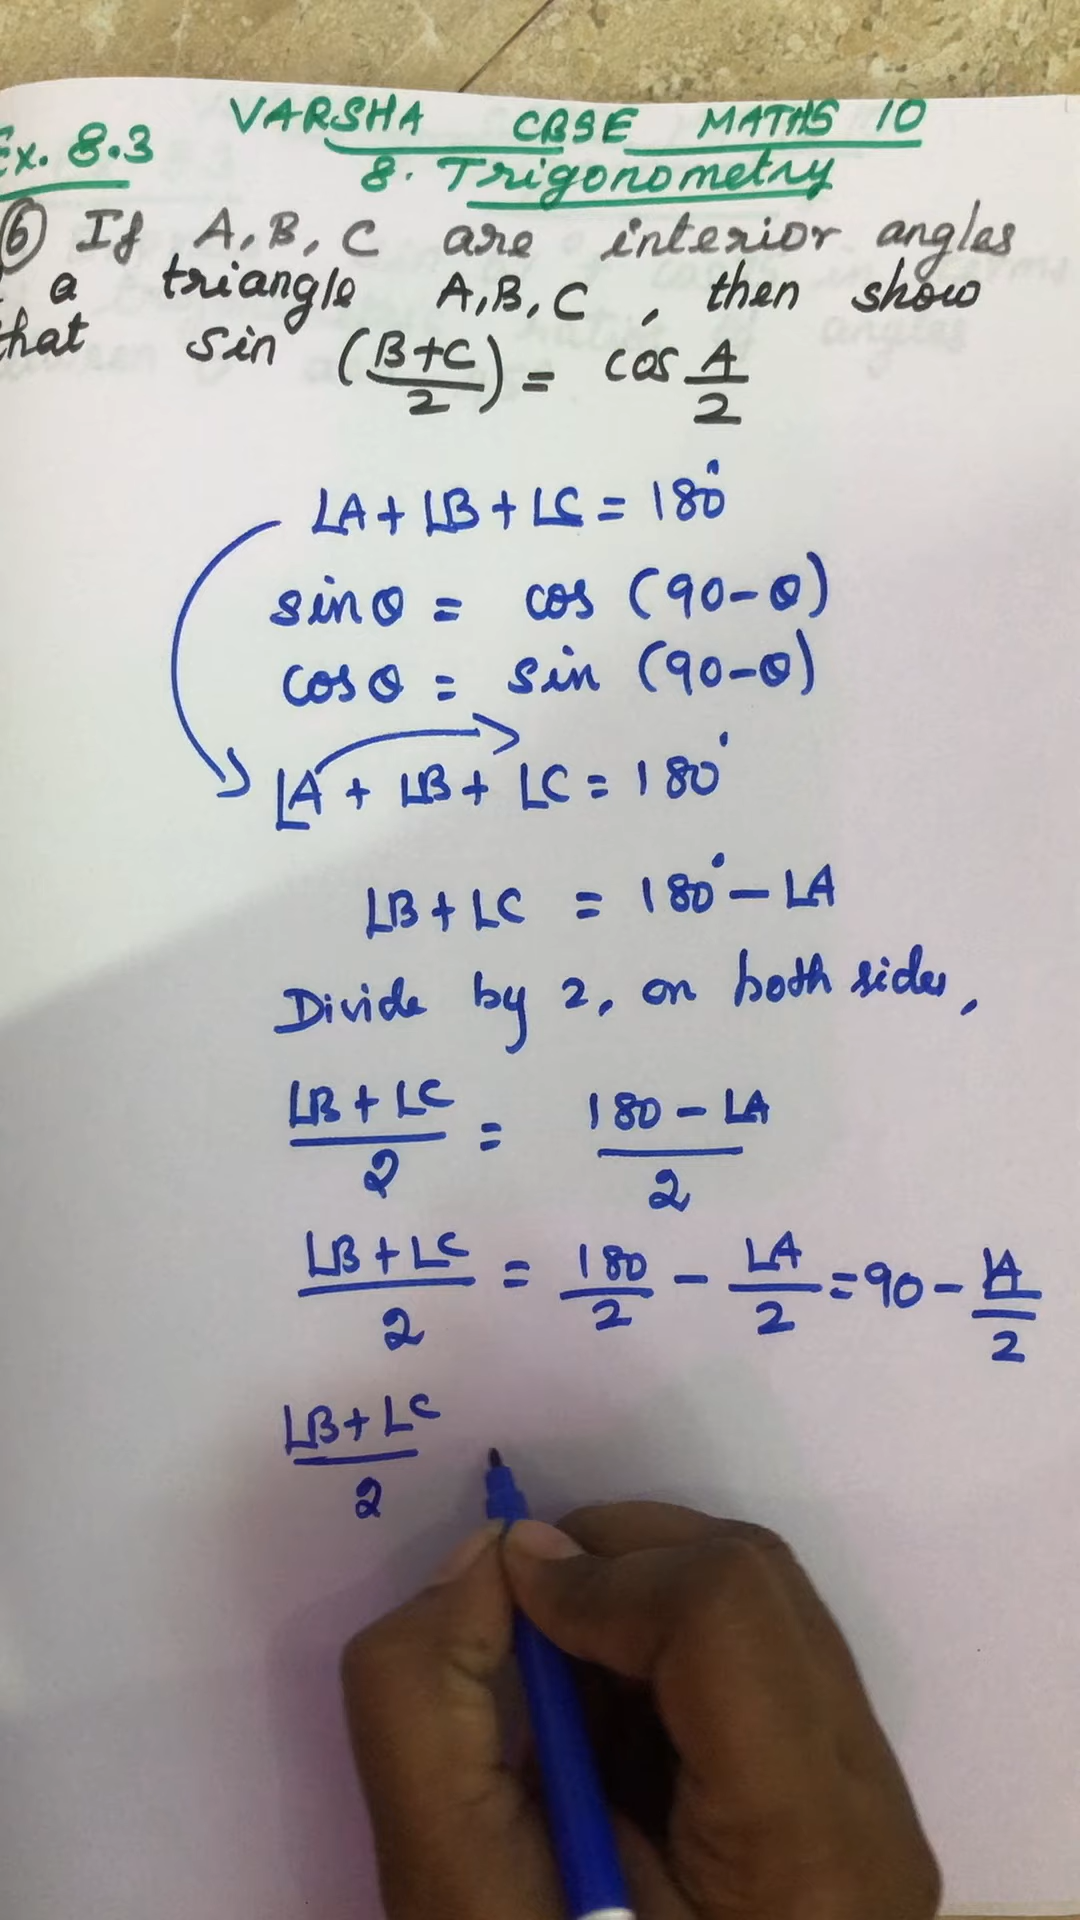 VARSHA CBSE MATHS 10
Ex. 8.3 8. Trigonometry
⑥ If A, B, C are interior angles
a triangle A, B, C, then show
that sin ((B+C)/2) = cos A/2
∠A + ∠B + ∠C = 180°
sin θ = cos (90-θ)
cos θ = sin (90-θ)
∠A + ∠B + ∠C = 180°
∠B + ∠C = 180° - ∠A
Divide by 2, on both sides,
(∠B + ∠C)/2 = (180 - ∠A)/2
(∠B + ∠C)/2 = 180/2 - ∠A/2 = 90 - ∠A/2
(∠B + ∠C)/2